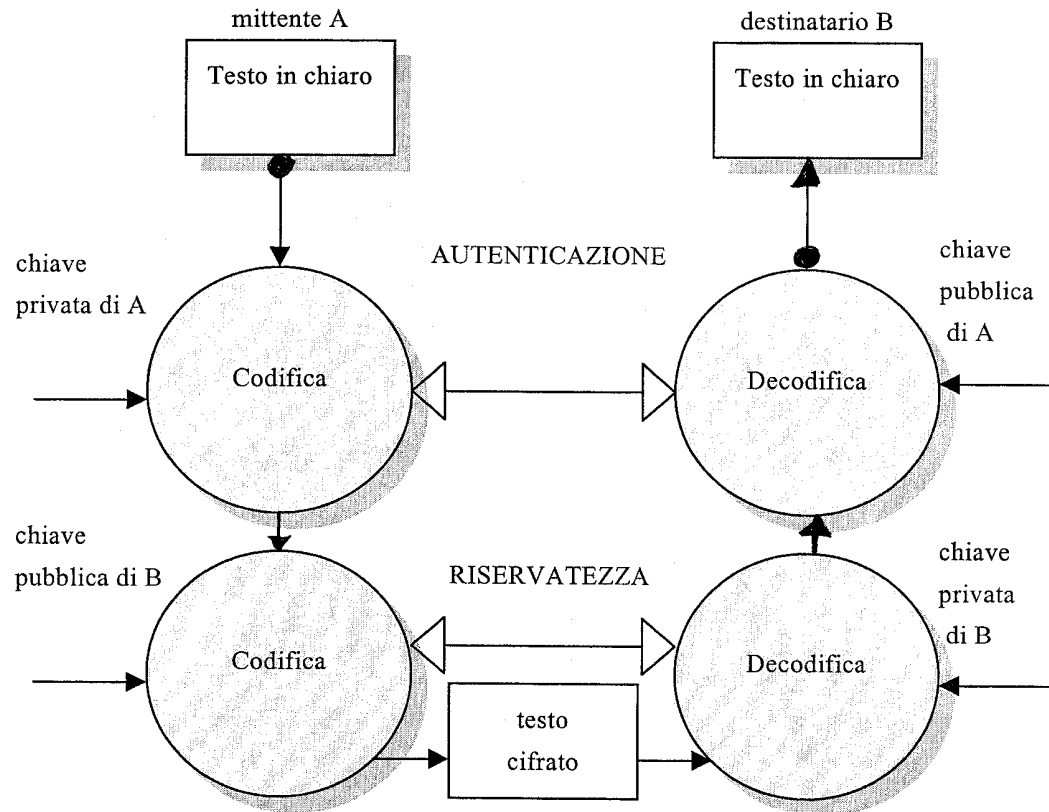 mittente A
destinatario B
Testo in chiaro
Testo in chiaro
AUTENTICAZIONE
chiave
privata di A
chiave
pubblica
di A
Codifica
Decodifica
chiave
pubblica di B
RISERVATEZZA
chiave
privata
di B
Codifica
Decodifica
testo
cifrato